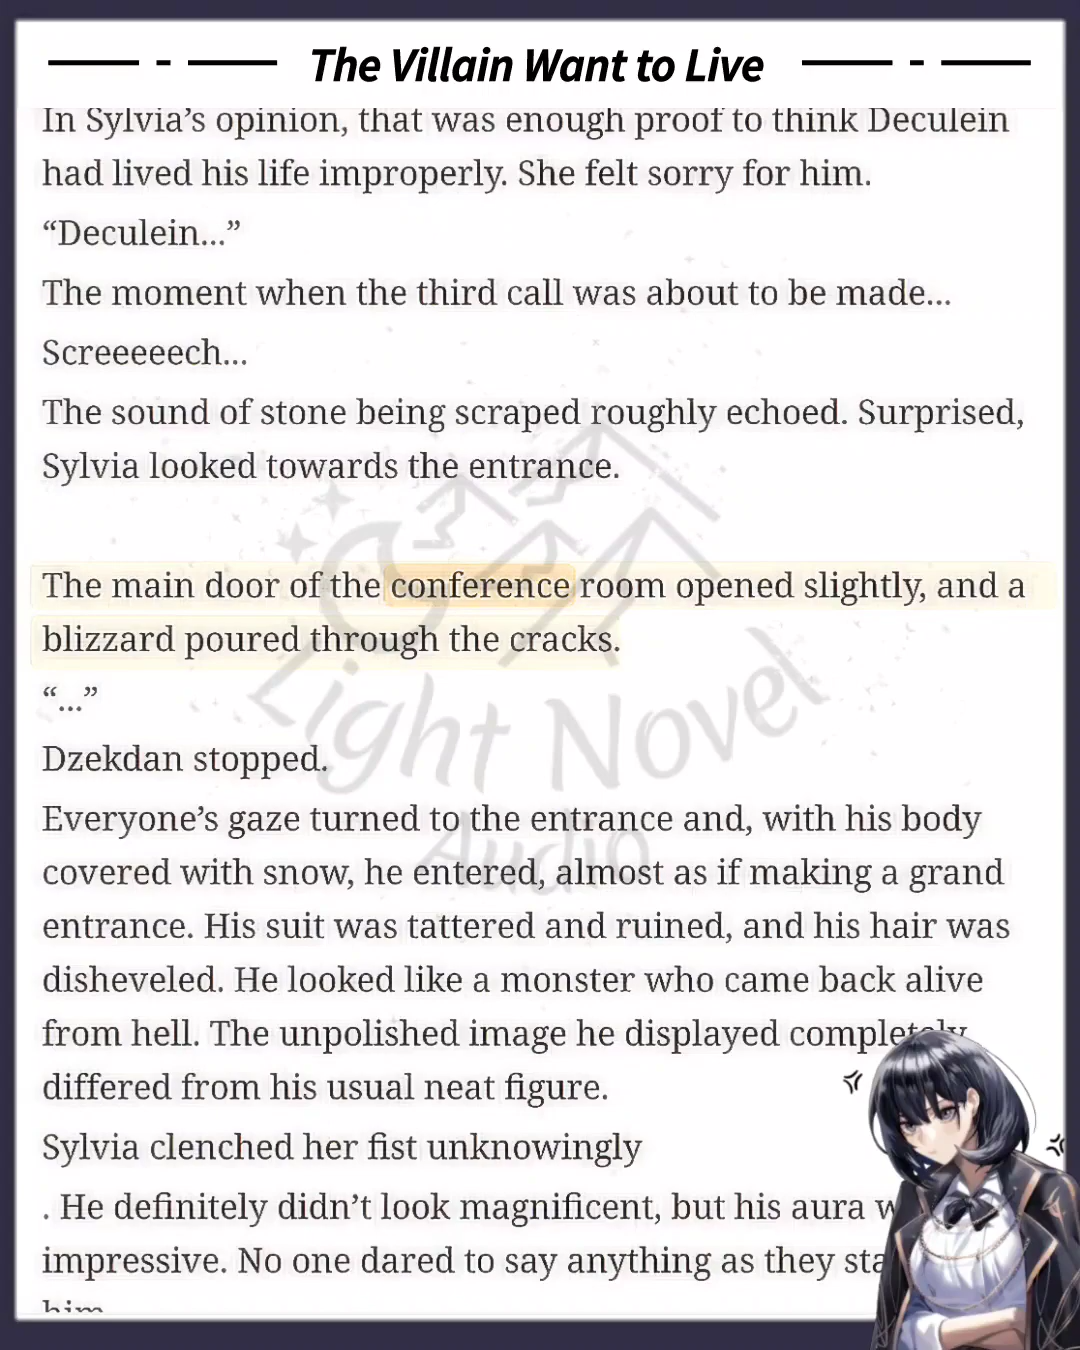 The Villain Want to Live
In Sylvia’s opinion, that was enough proof to think Deculein
had lived his life improperly. She felt sorry for him.
“Deculein...”
The moment when the third call was about to be made...
Screeeeech...
The sound of stone being scraped roughly echoed. Surprised,
Sylvia looked towards the entrance.
The main door of the conference room opened slightly, and a
blizzard poured through the cracks.
“...”
Dzekdan stopped.
Everyone’s gaze turned to the entrance and, with his body
covered with snow, he entered, almost as if making a grand
entrance. His suit was tattered and ruined, and his hair was
disheveled. He looked like a monster who came back alive
from hell. The unpolished image he displayed completely
differed from his usual neat figure.
Sylvia clenched her fist unknowingly
. He definitely didn’t look magnificent, but his aura
impressive. No one dared to say anything as they
him
Light Novel
Audio